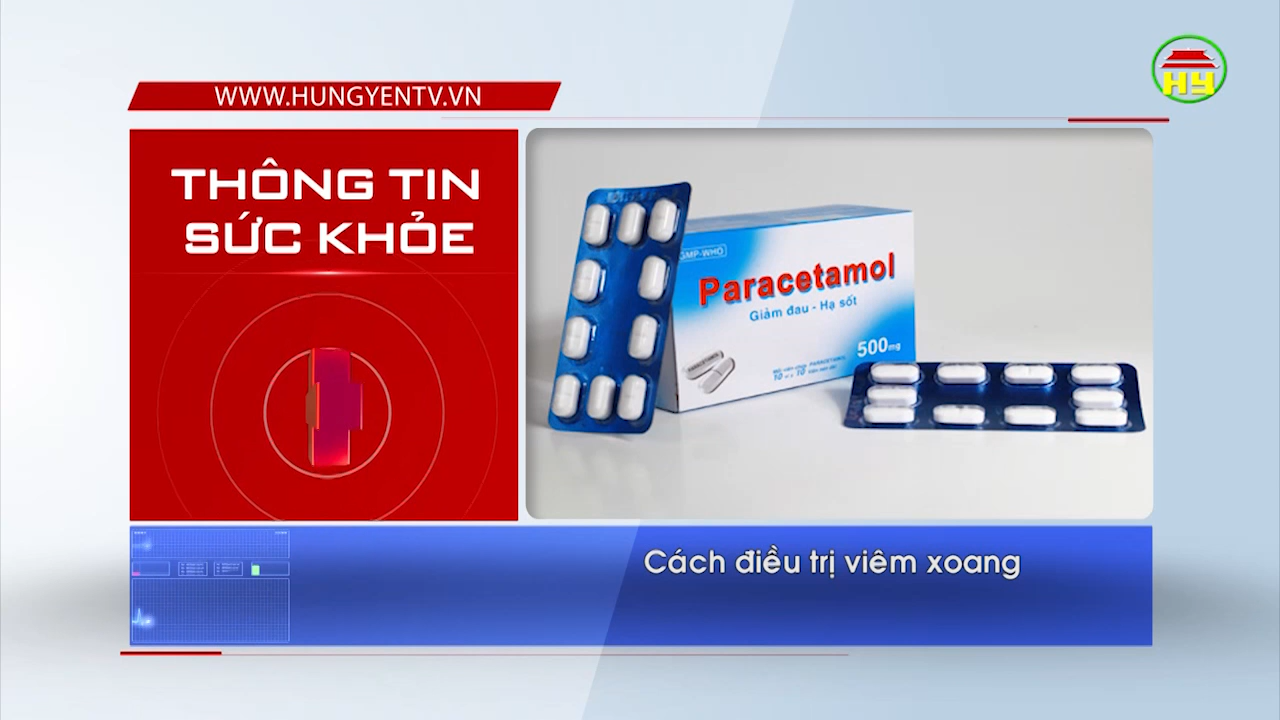 WWW.HUNGYENTV.VN
HY
THÔNG TIN
SỨC KHỎE
GMP-WHO
Paracetamol
Giảm đau - Hạ sốt
500mg
Cách điều trị viêm xoang